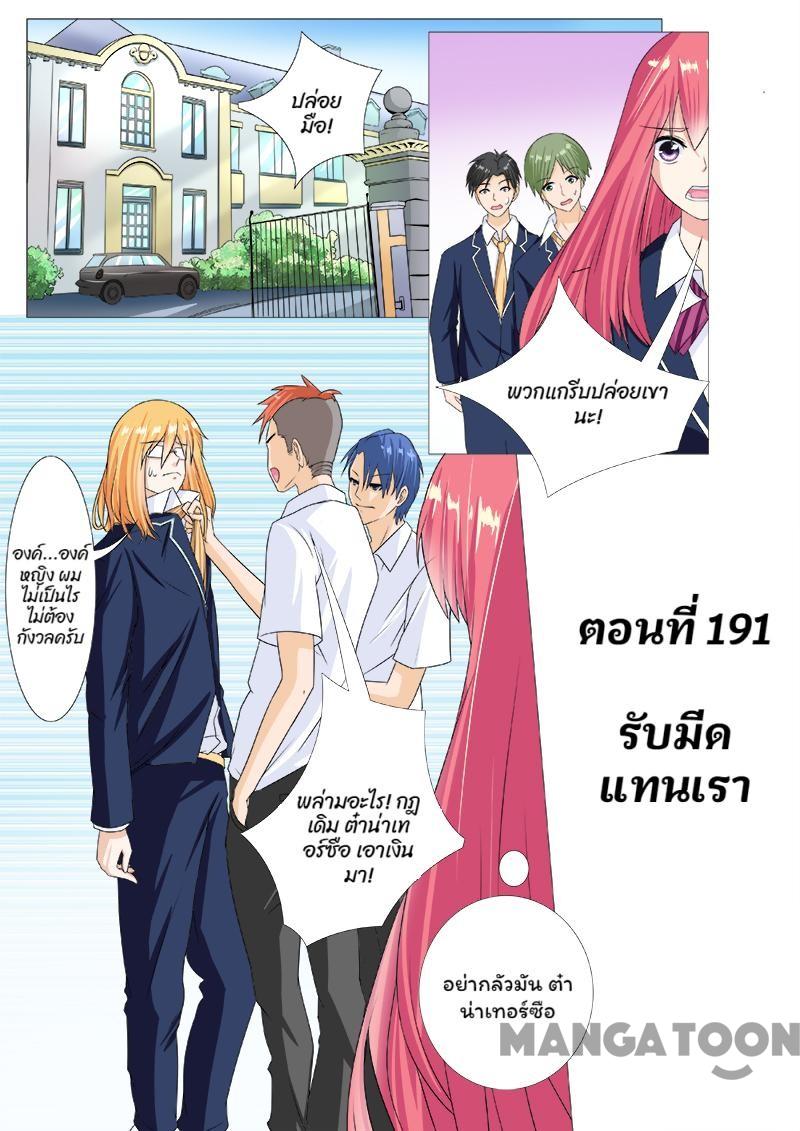 ปล่อย
มือ!
พวกแกรีบปล่อยเขา
นะ!
องค์...องค์
หญิง ผม
ไม่เป็นไร
ไม่ต้อง
กังวลครับ
ตอนที่ 191
รับมีด
แทนเรา
พล่ามอะไร! กฎ
เดิม ต๋าน่าเท
อร์ซือ เอาเงิน
มา!
อย่ากลัวมัน ต๋า
น่าเทอร์ซือ
MANGATOON